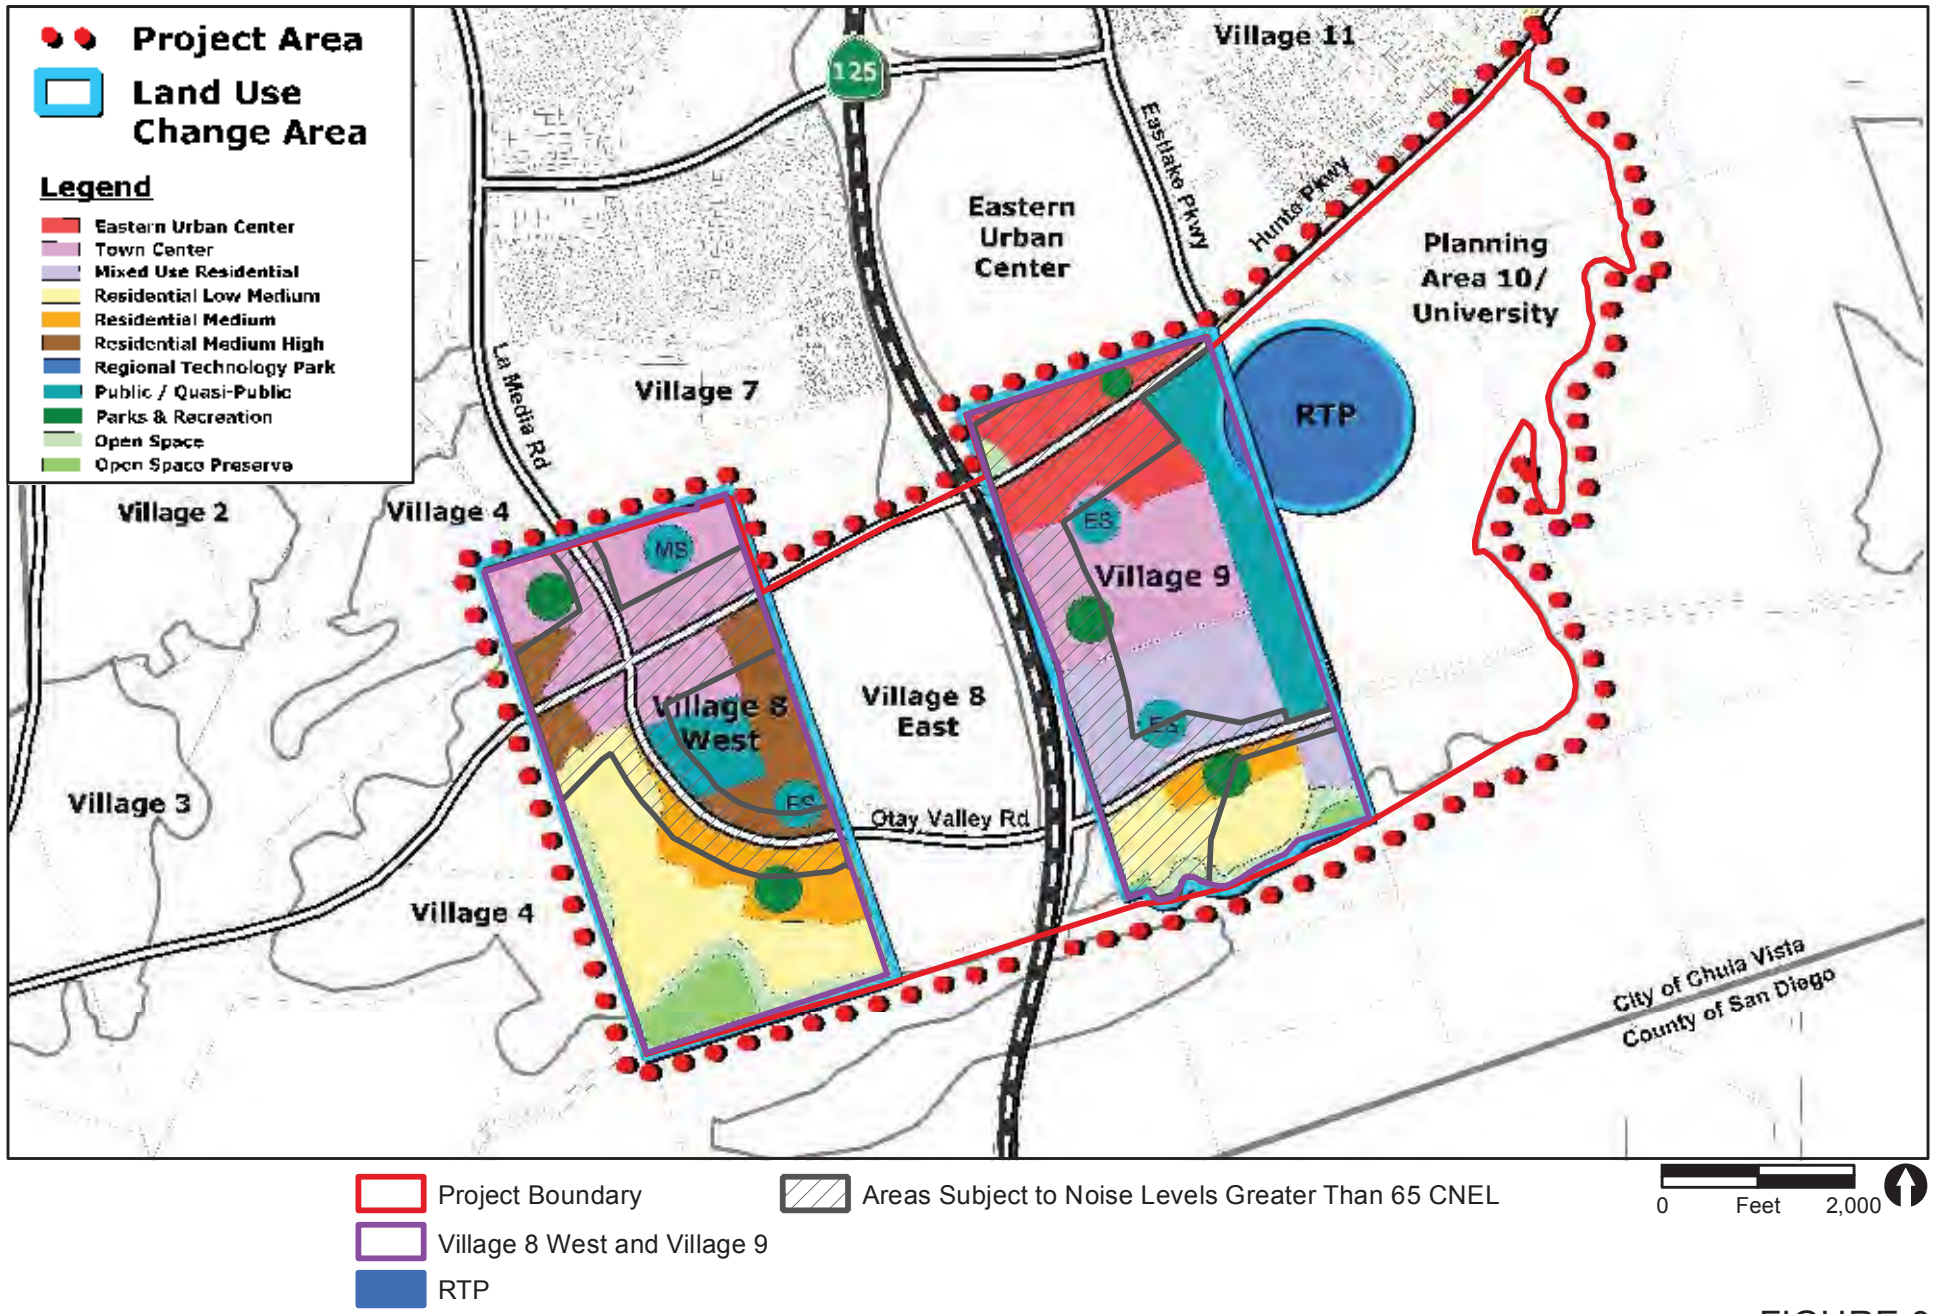 Project Area
Land Use
Change Area
Legend
Eastern Urban Center
Town Center
Mixed Use Residential
Residential Low Medium
Residential Medium
Residential Medium High
Regional Technology Park
Public / Quasi-Public
Parks & Recreation
Open Space
Open Space Preserve
125
Village 11
Eastlake Pkwy
Hunte Pkwy
Eastern
Urban
Center
Planning
Area 10/
University
La Media Rd
Village 7
RTP
Village 2
Village 4
MS
ES
Village 9
Village 8
West
Village 8
East
ES
ES
Village 3
Otay Valley Rd
Village 4
City of Chula Vista
County of San Diego
Project Boundary
Areas Subject to Noise Levels Greater Than 65 CNEL
0 Feet 2,000
Village 8 West and Village 9
RTP